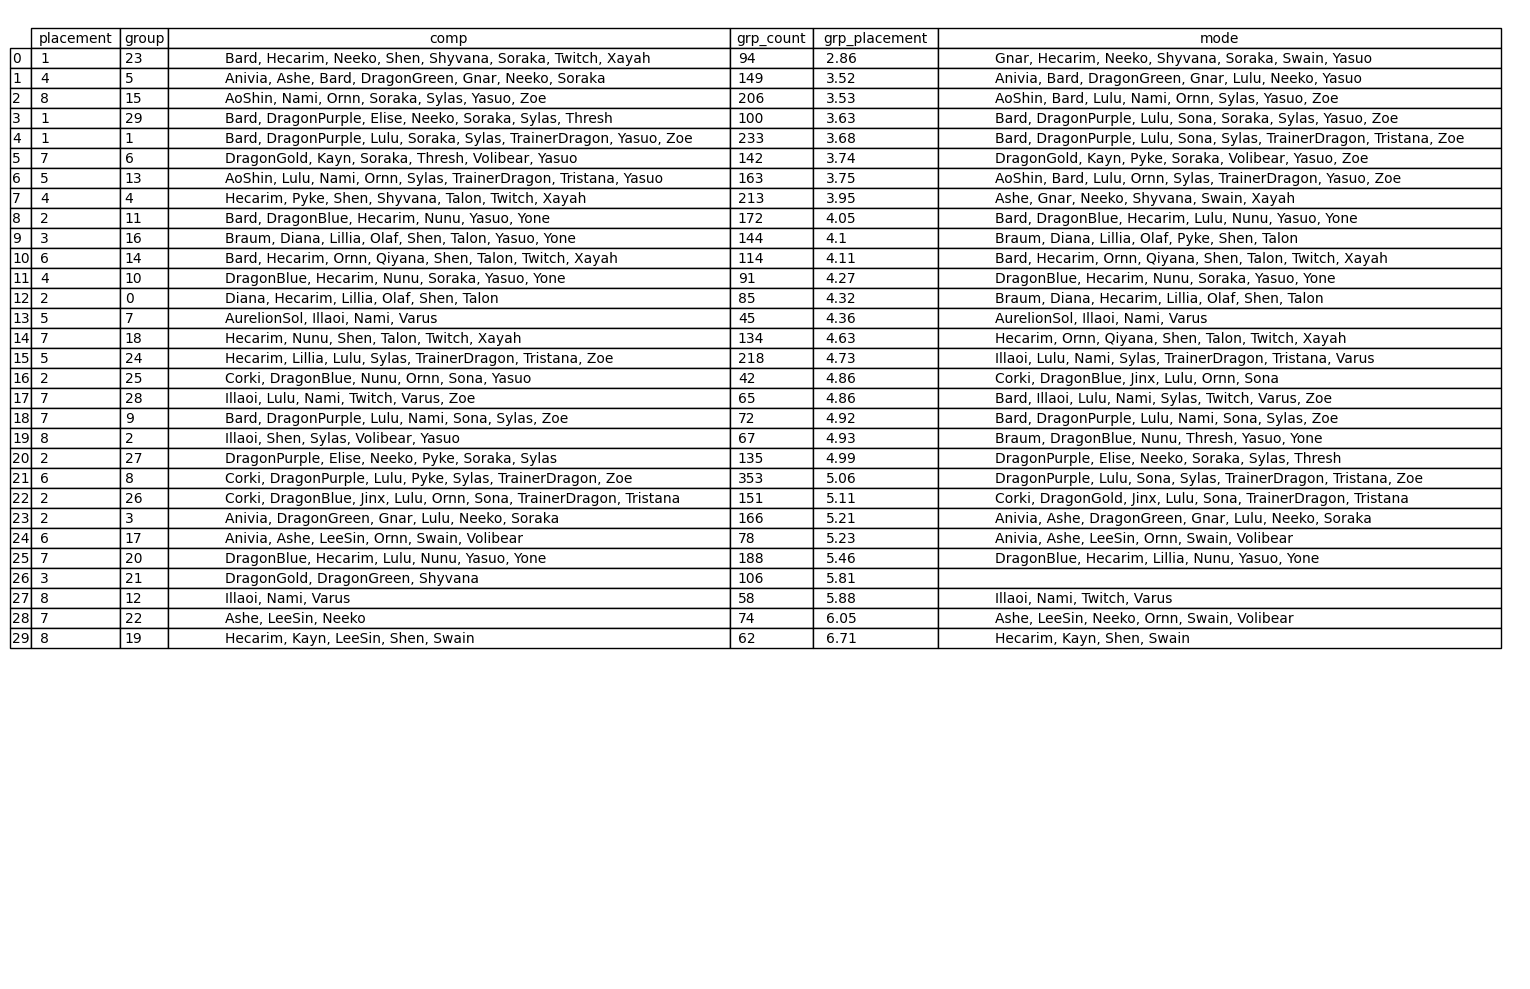 placement group comp grp_count grp_placement mode
0 1 23 Bard, Hecarim, Neeko, Shen, Shyvana, Soraka, Twitch, Xayah 94 2.86 Gnar, Hecarim, Neeko, Shyvana, Soraka, Swain, Yasuo
1 4 5 Anivia, Ashe, Bard, DragonGreen, Gnar, Neeko, Soraka 149 3.52 Anivia, Bard, DragonGreen, Gnar, Lulu, Neeko, Yasuo
2 8 15 AoShin, Nami, Ornn, Soraka, Sylas, Yasuo, Zoe 206 3.53 AoShin, Bard, Lulu, Nami, Ornn, Sylas, Yasuo, Zoe
3 1 29 Bard, DragonPurple, Elise, Neeko, Soraka, Sylas, Thresh 100 3.63 Bard, DragonPurple, Lulu, Sona, Soraka, Sylas, Yasuo, Zoe
4 1 1 Bard, DragonPurple, Lulu, Soraka, Sylas, TrainerDragon, Yasuo, Zoe 233 3.68 Bard, DragonPurple, Lulu, Sona, Sylas, TrainerDragon, Tristana, Zoe
5 7 6 DragonGold, Kayn, Soraka, Thresh, Volibear, Yasuo 142 3.74 DragonGold, Kayn, Pyke, Soraka, Volibear, Yasuo, Zoe
6 5 13 AoShin, Lulu, Nami, Ornn, Sylas, TrainerDragon, Tristana, Yasuo 163 3.75 AoShin, Bard, Lulu, Ornn, Sylas, TrainerDragon, Yasuo, Zoe
7 4 4 Hecarim, Pyke, Shen, Shyvana, Talon, Twitch, Xayah 213 3.95 Ashe, Gnar, Neeko, Shyvana, Swain, Xayah
8 2 11 Bard, DragonBlue, Hecarim, Nunu, Yasuo, Yone 172 4.05 Bard, DragonBlue, Hecarim, Lulu, Nunu, Yasuo, Yone
9 3 16 Braum, Diana, Lillia, Olaf, Shen, Talon, Yasuo, Yone 144 4.1 Braum, Diana, Lillia, Olaf, Pyke, Shen, Talon
10 6 14 Bard, Hecarim, Ornn, Qiyana, Shen, Talon, Twitch, Xayah 114 4.11 Bard, Hecarim, Ornn, Qiyana, Shen, Talon, Twitch, Xayah
11 4 10 DragonBlue, Hecarim, Nunu, Soraka, Yasuo, Yone 91 4.27 DragonBlue, Hecarim, Nunu, Soraka, Yasuo, Yone
12 2 0 Diana, Hecarim, Lillia, Olaf, Shen, Talon 85 4.32 Braum, Diana, Hecarim, Lillia, Olaf, Shen, Talon
13 5 7 AurelionSol, Illaoi, Nami, Varus 45 4.36 AurelionSol, Illaoi, Nami, Varus
14 7 18 Hecarim, Nunu, Shen, Talon, Twitch, Xayah 134 4.63 Hecarim, Ornn, Qiyana, Shen, Talon, Twitch, Xayah
15 5 24 Hecarim, Lillia, Lulu, Sylas, TrainerDragon, Tristana, Zoe 218 4.73 Illaoi, Lulu, Nami, Sylas, TrainerDragon, Tristana, Varus
16 2 25 Corki, DragonBlue, Nunu, Ornn, Sona, Yasuo 42 4.86 Corki, DragonBlue, Jinx, Lulu, Ornn, Sona
17 7 28 Illaoi, Lulu, Nami, Twitch, Varus, Zoe 65 4.86 Bard, Illaoi, Lulu, Nami, Sylas, Twitch, Varus, Zoe
18 7 9 Bard, DragonPurple, Lulu, Nami, Sona, Sylas, Zoe 72 4.92 Bard, DragonPurple, Lulu, Nami, Sona, Sylas, Zoe
19 8 2 Illaoi, Shen, Sylas, Volibear, Yasuo 67 4.93 Braum, DragonBlue, Nunu, Thresh, Yasuo, Yone
20 2 27 DragonPurple, Elise, Neeko, Pyke, Soraka, Sylas 135 4.99 DragonPurple, Elise, Neeko, Soraka, Sylas, Thresh
21 6 8 Corki, DragonPurple, Lulu, Pyke, Sylas, TrainerDragon, Zoe 353 5.06 DragonPurple, Lulu, Sona, Sylas, TrainerDragon, Tristana, Zoe
22 2 26 Corki, DragonBlue, Jinx, Lulu, Ornn, Sona, TrainerDragon, Tristana 151 5.11 Corki, DragonGold, Jinx, Lulu, Sona, TrainerDragon, Tristana
23 2 3 Anivia, DragonGreen, Gnar, Lulu, Neeko, Soraka 166 5.21 Anivia, Ashe, DragonGreen, Gnar, Lulu, Neeko, Soraka
24 6 17 Anivia, Ashe, LeeSin, Ornn, Swain, Volibear 78 5.23 Anivia, Ashe, LeeSin, Ornn, Swain, Volibear
25 7 20 DragonBlue, Hecarim, Lulu, Nunu, Yasuo, Yone 188 5.46 DragonBlue, Hecarim, Lillia, Nunu, Yasuo, Yone
26 3 21 DragonGold, DragonGreen, Shyvana 106 5.81
27 8 12 Illaoi, Nami, Varus 58 5.88 Illaoi, Nami, Twitch, Varus
28 7 22 Ashe, LeeSin, Neeko 74 6.05 Ashe, LeeSin, Neeko, Ornn, Swain, Volibear
29 8 19 Hecarim, Kayn, LeeSin, Shen, Swain 62 6.71 Hecarim, Kayn, Shen, Swain